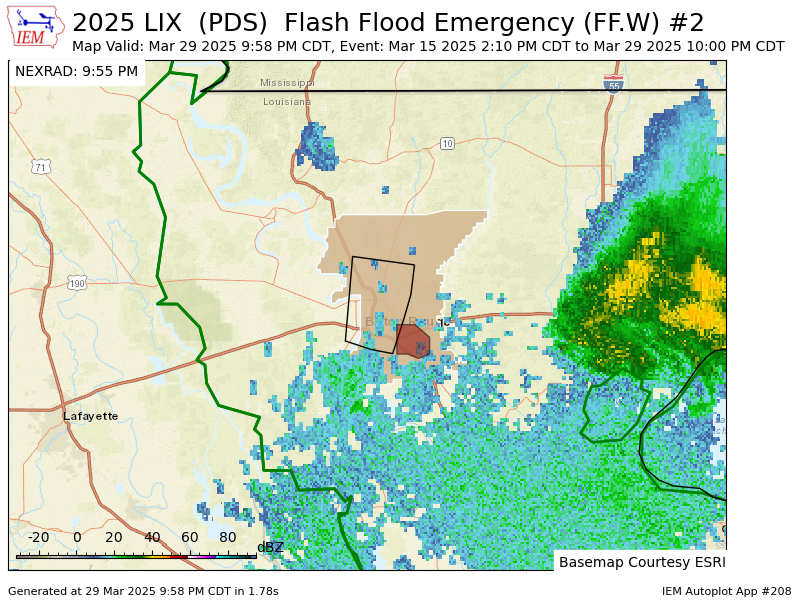 IEM
2025 LIX (PDS) Flash Flood Emergency (FF.W) #2
Map Valid: Mar 29 2025 9:58 PM CDT, Event: Mar 15 2025 2:10 PM CDT to Mar 29 2025 10:00 PM CDT
NEXRAD: 9:55 PM
Mississippi
Louisiana
55
10
71
190
Baton Rouge
Lafayette
-20 0 20 40 60 80
dBZ
Basemap Courtesy ESRI
Generated at 29 Mar 2025 9:58 PM CDT in 1.78s
IEM Autoplot App #208